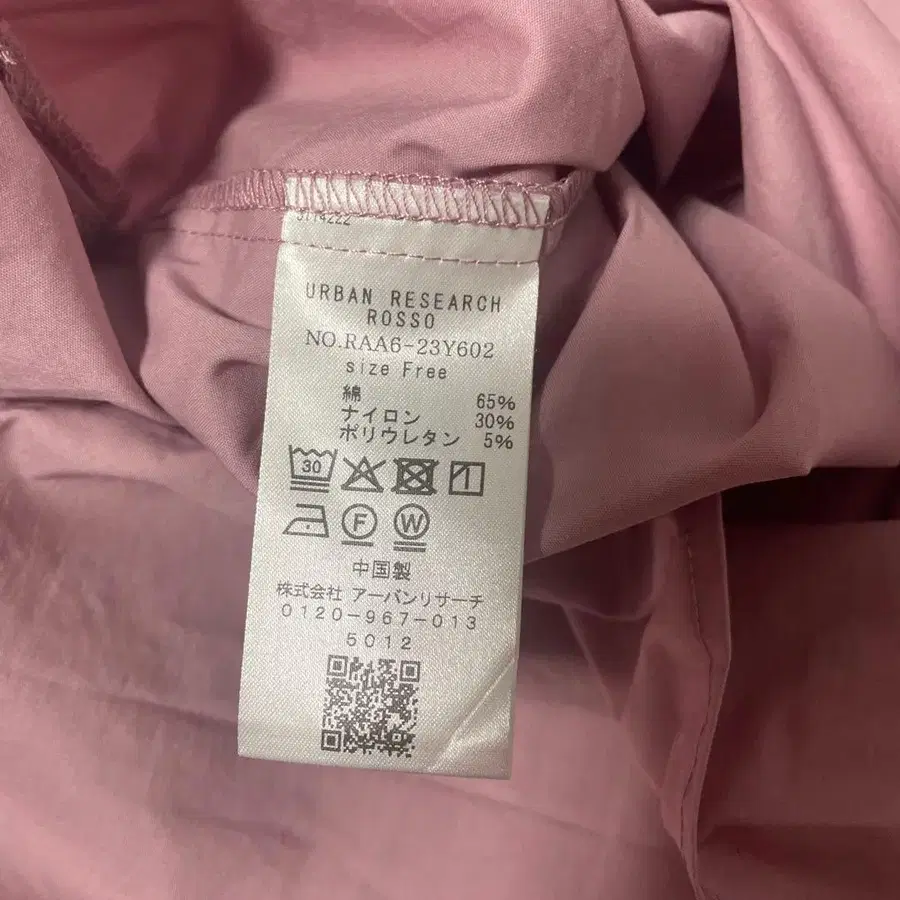 URBAN RESEARCH
ROSSO
NO.RAA6-23Y602
size Free
綿 65%
ナイロン 30%
ポリウレタン 5%
30
1
F W
中国製
株式会社 アーバンリサーチ
0120-967-013
5012